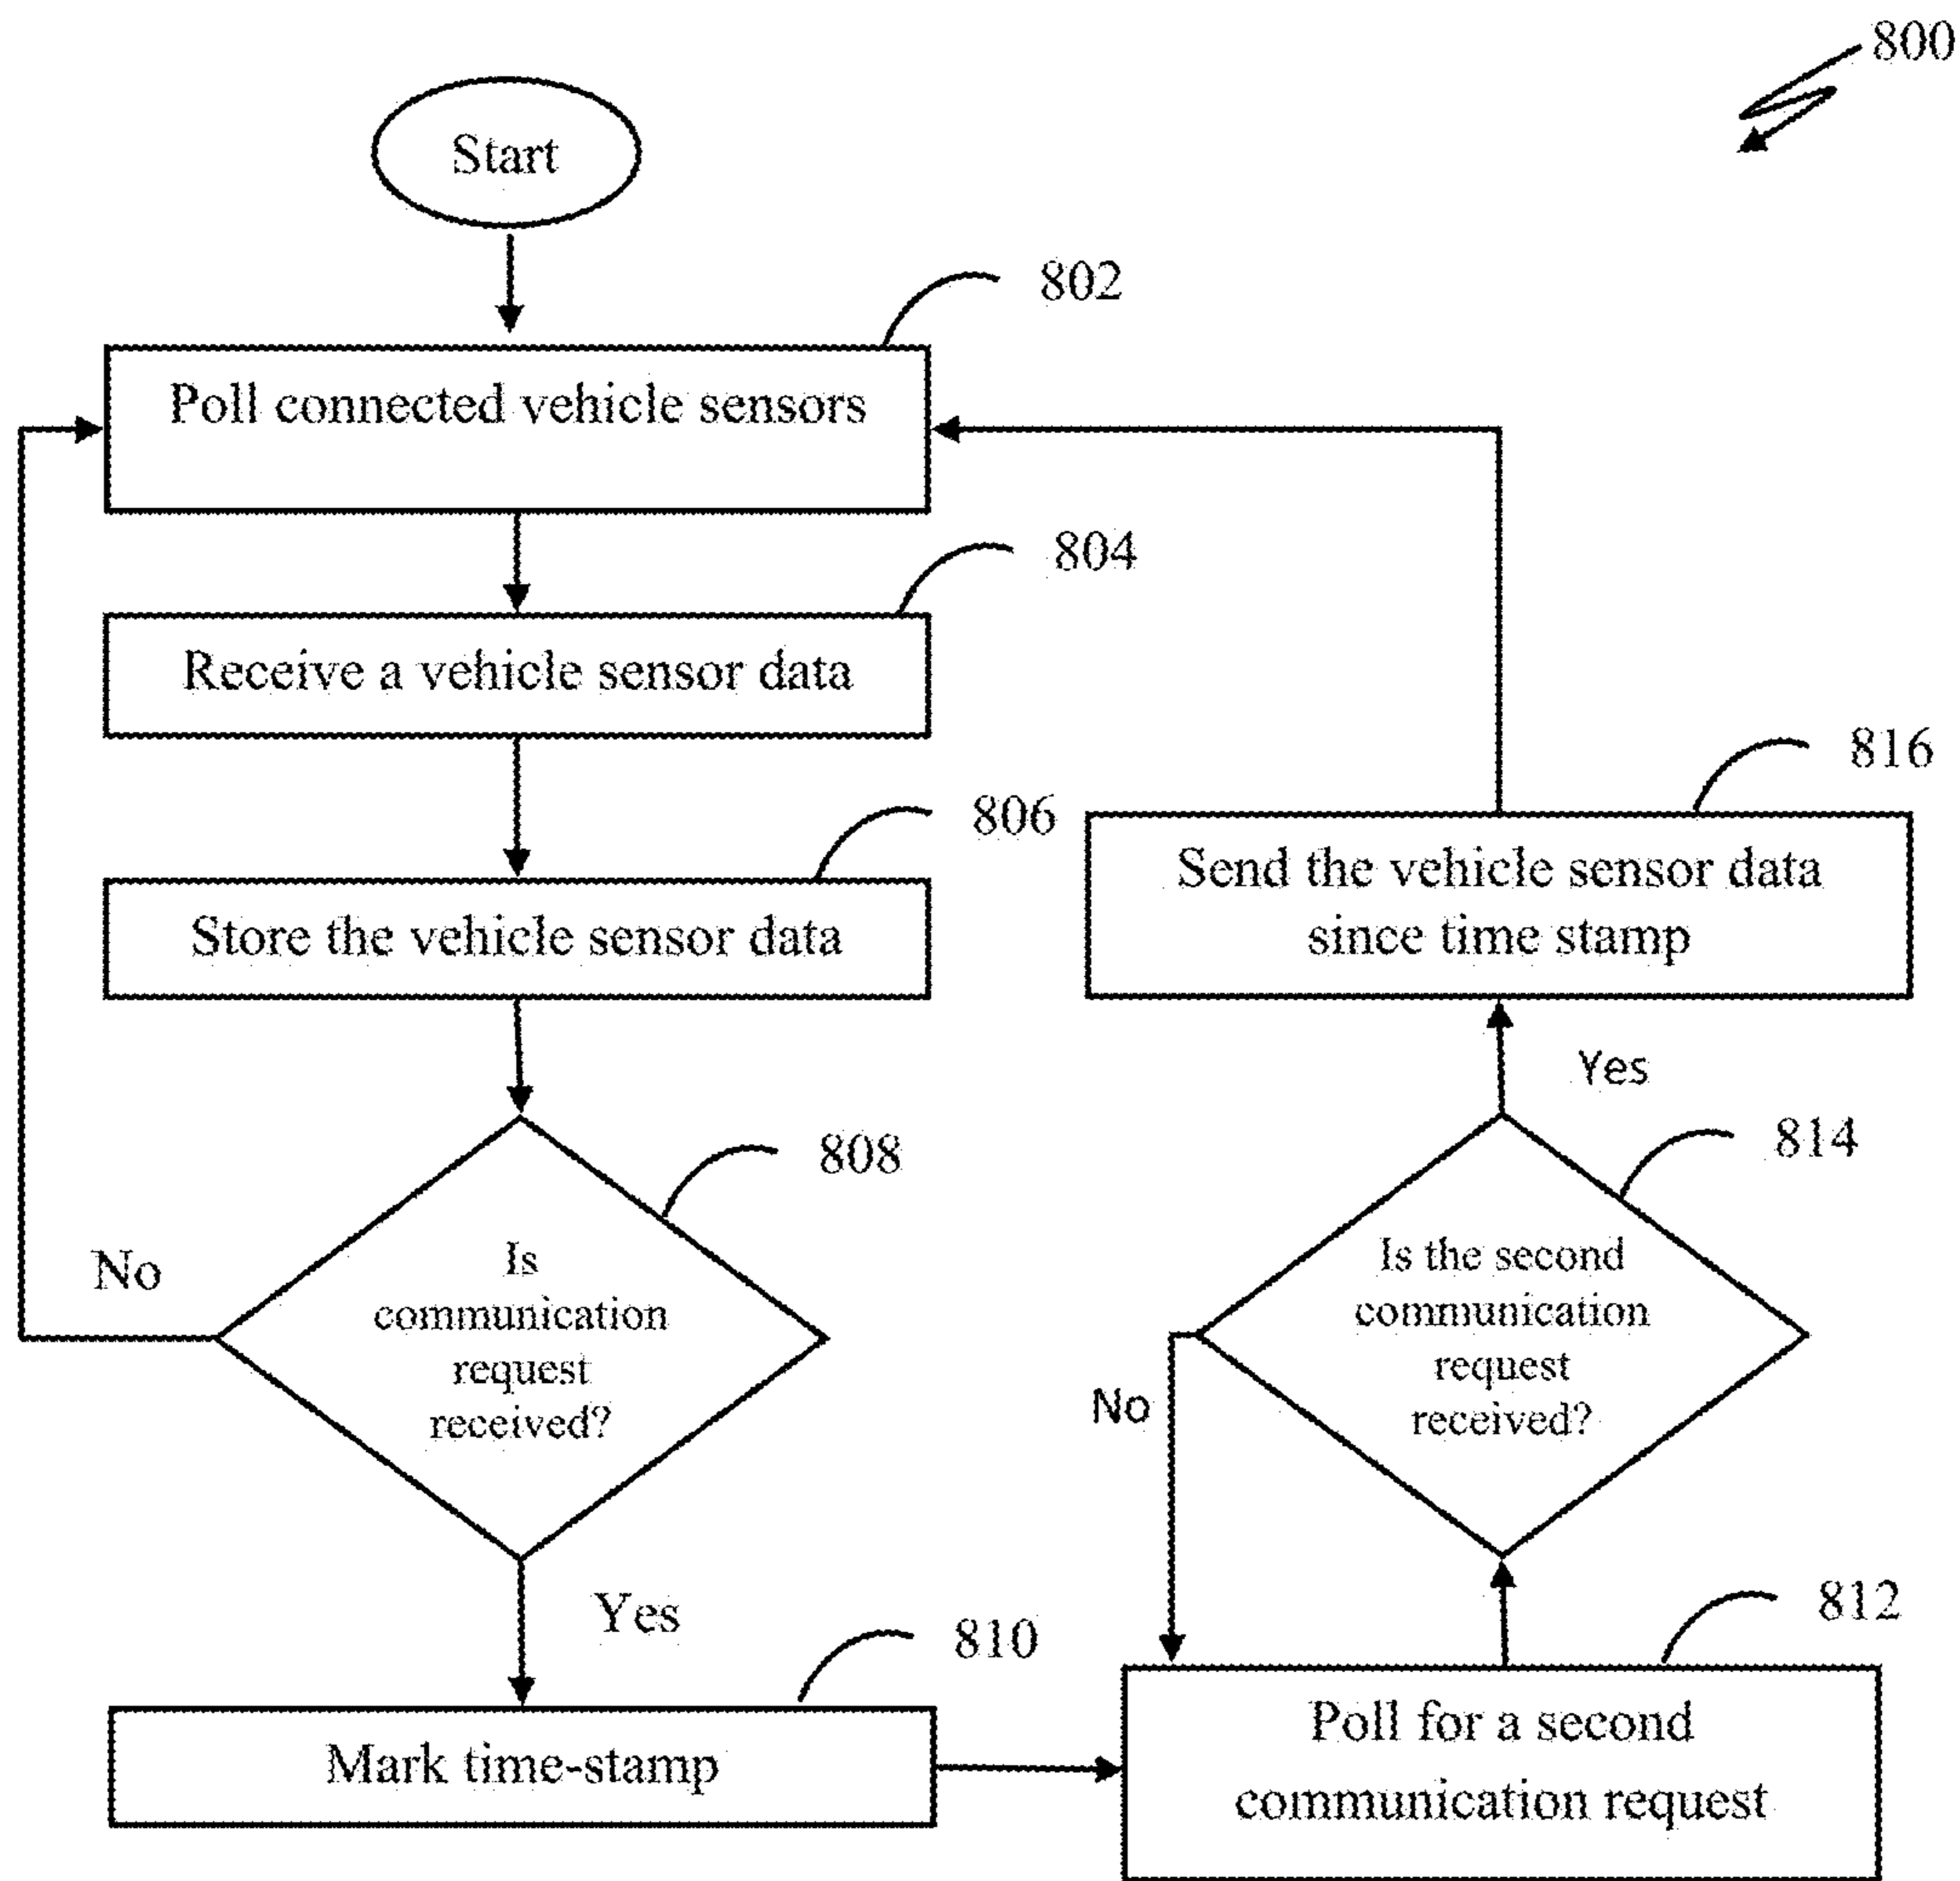 800
Start
802
Poll connected vehicle sensors
804
Receive a vehicle sensor data
806
Store the vehicle sensor data
808
Is
communication
request
received?
No
Yes
810
Mark time-stamp
812
Poll for a second
communication request
814
Is the second
communication
request
received?
No
Yes
816
Send the vehicle sensor data
since time stamp